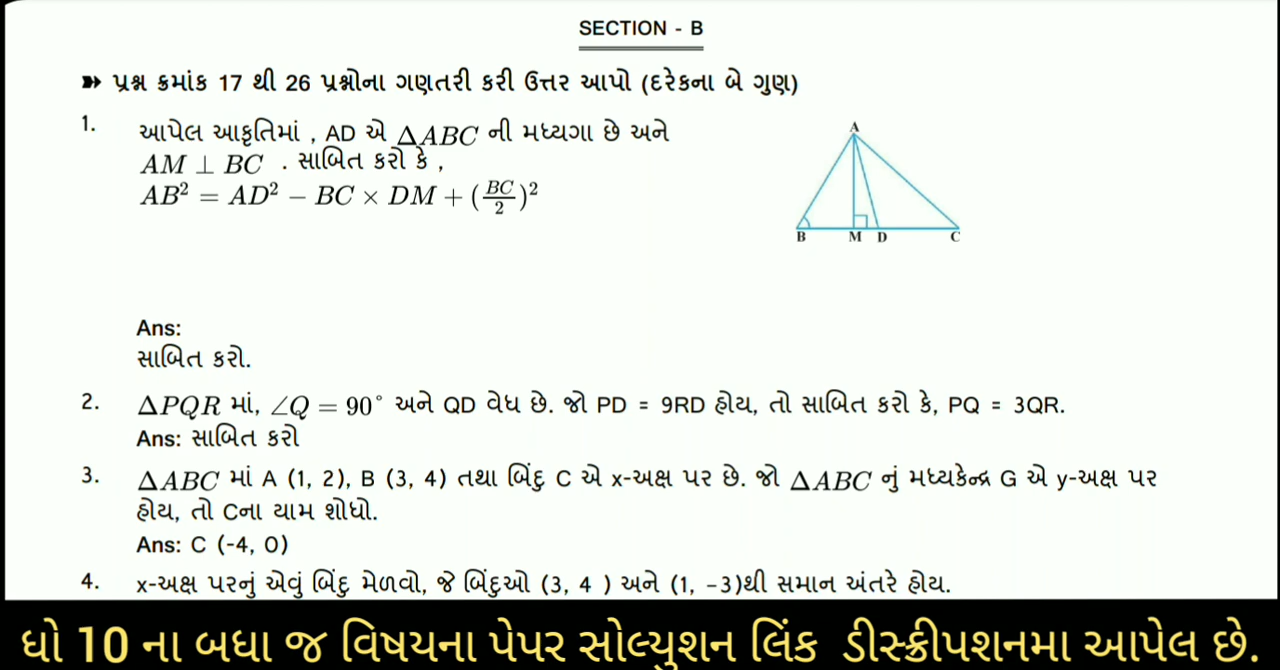 SECTION - B
➽ પ્રશ્ન ક્રમાંક 17 થી 26 પ્રશ્નોના ગણતરી કરી ઉત્તર આપો (દરેકના બે ગુણ)
1. આપેલ આકૃતિમાં , AD એ △ABC ની મધ્યગા છે અને
AM ⊥ BC . સાબિત કરો કે ,
AB² = AD² − BC × DM + (BC/2)²
A
B M D C
Ans:
સાબિત કરો.
2. △PQR માં, ∠Q = 90° અને QD વેધ છે. જો PD = 9RD હોય, તો સાબિત કરો કે, PQ = 3QR.
Ans: સાબિત કરો
3. △ABC માં A (1, 2), B (3, 4) તથા બિંદુ C એ x-અક્ષ પર છે. જો △ABC નું મધ્યકેન્દ્ર G એ y-અક્ષ પર
હોય, તો Cના યામ શોધો.
Ans: C (-4, 0)
4. x-અક્ષ પરનું એવું બિંદુ મેળવો, જે બિંદુઓ (3, 4 ) અને (1, −3)થી સમાન અંતરે હોય.
ધો 10 ના બધા જ વિષયના પેપર સોલ્યુશન લિંક ડીસ્ક્રીપશનમા આપેલ છે.